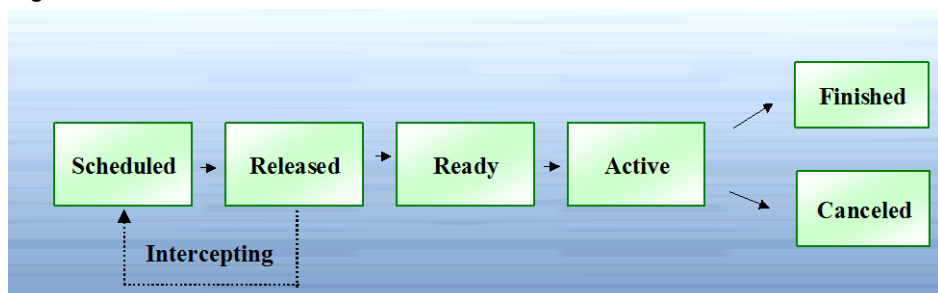 Scheduled
Released
Ready
Active
Finished
Canceled
Intercepting